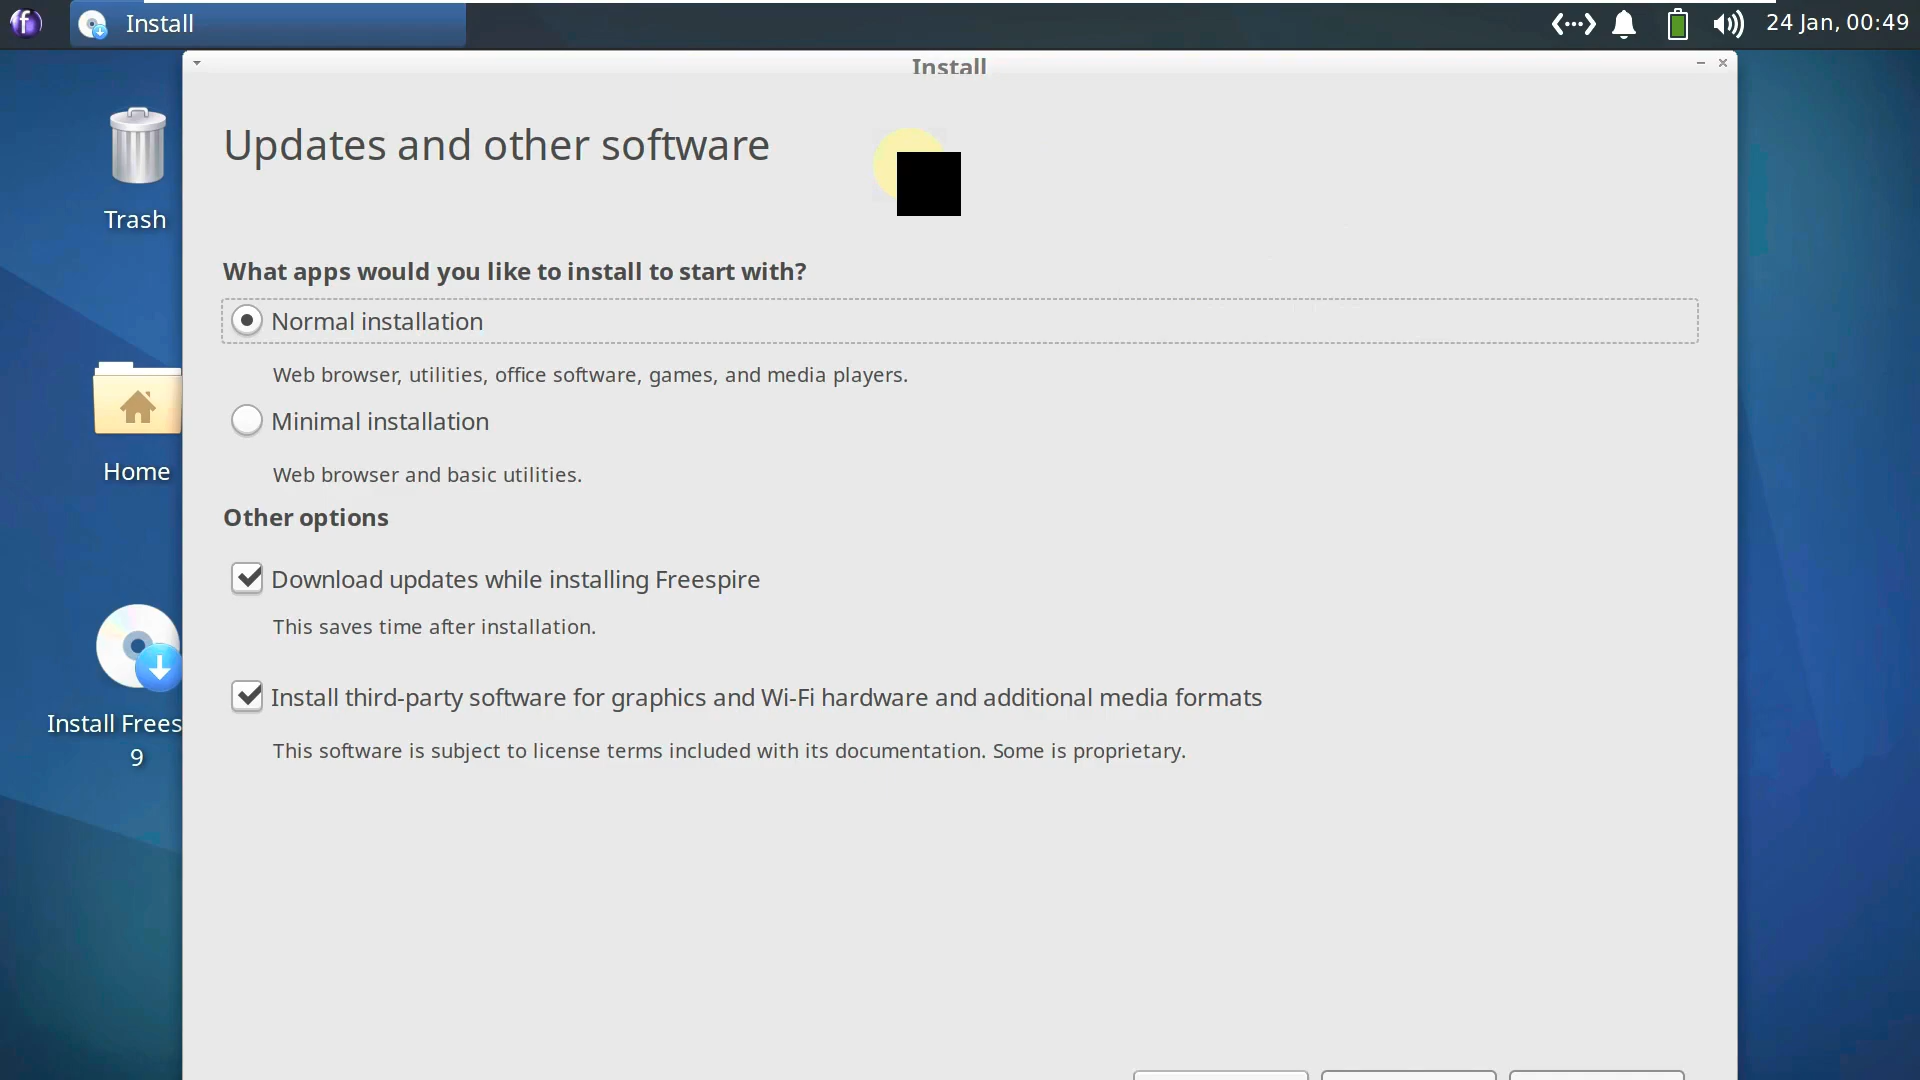 Install
24 Jan, 00:49
Install
Trash
Home
Install Frees
9
Updates and other software
What apps would you like to install to start with?
Normal installation
Web browser, utilities, office software, games, and media players.
Minimal installation
Web browser and basic utilities.
Other options
Download updates while installing Freespire
This saves time after installation.
Install third-party software for graphics and Wi-Fi hardware and additional media formats
This software is subject to license terms included with its documentation. Some is proprietary.